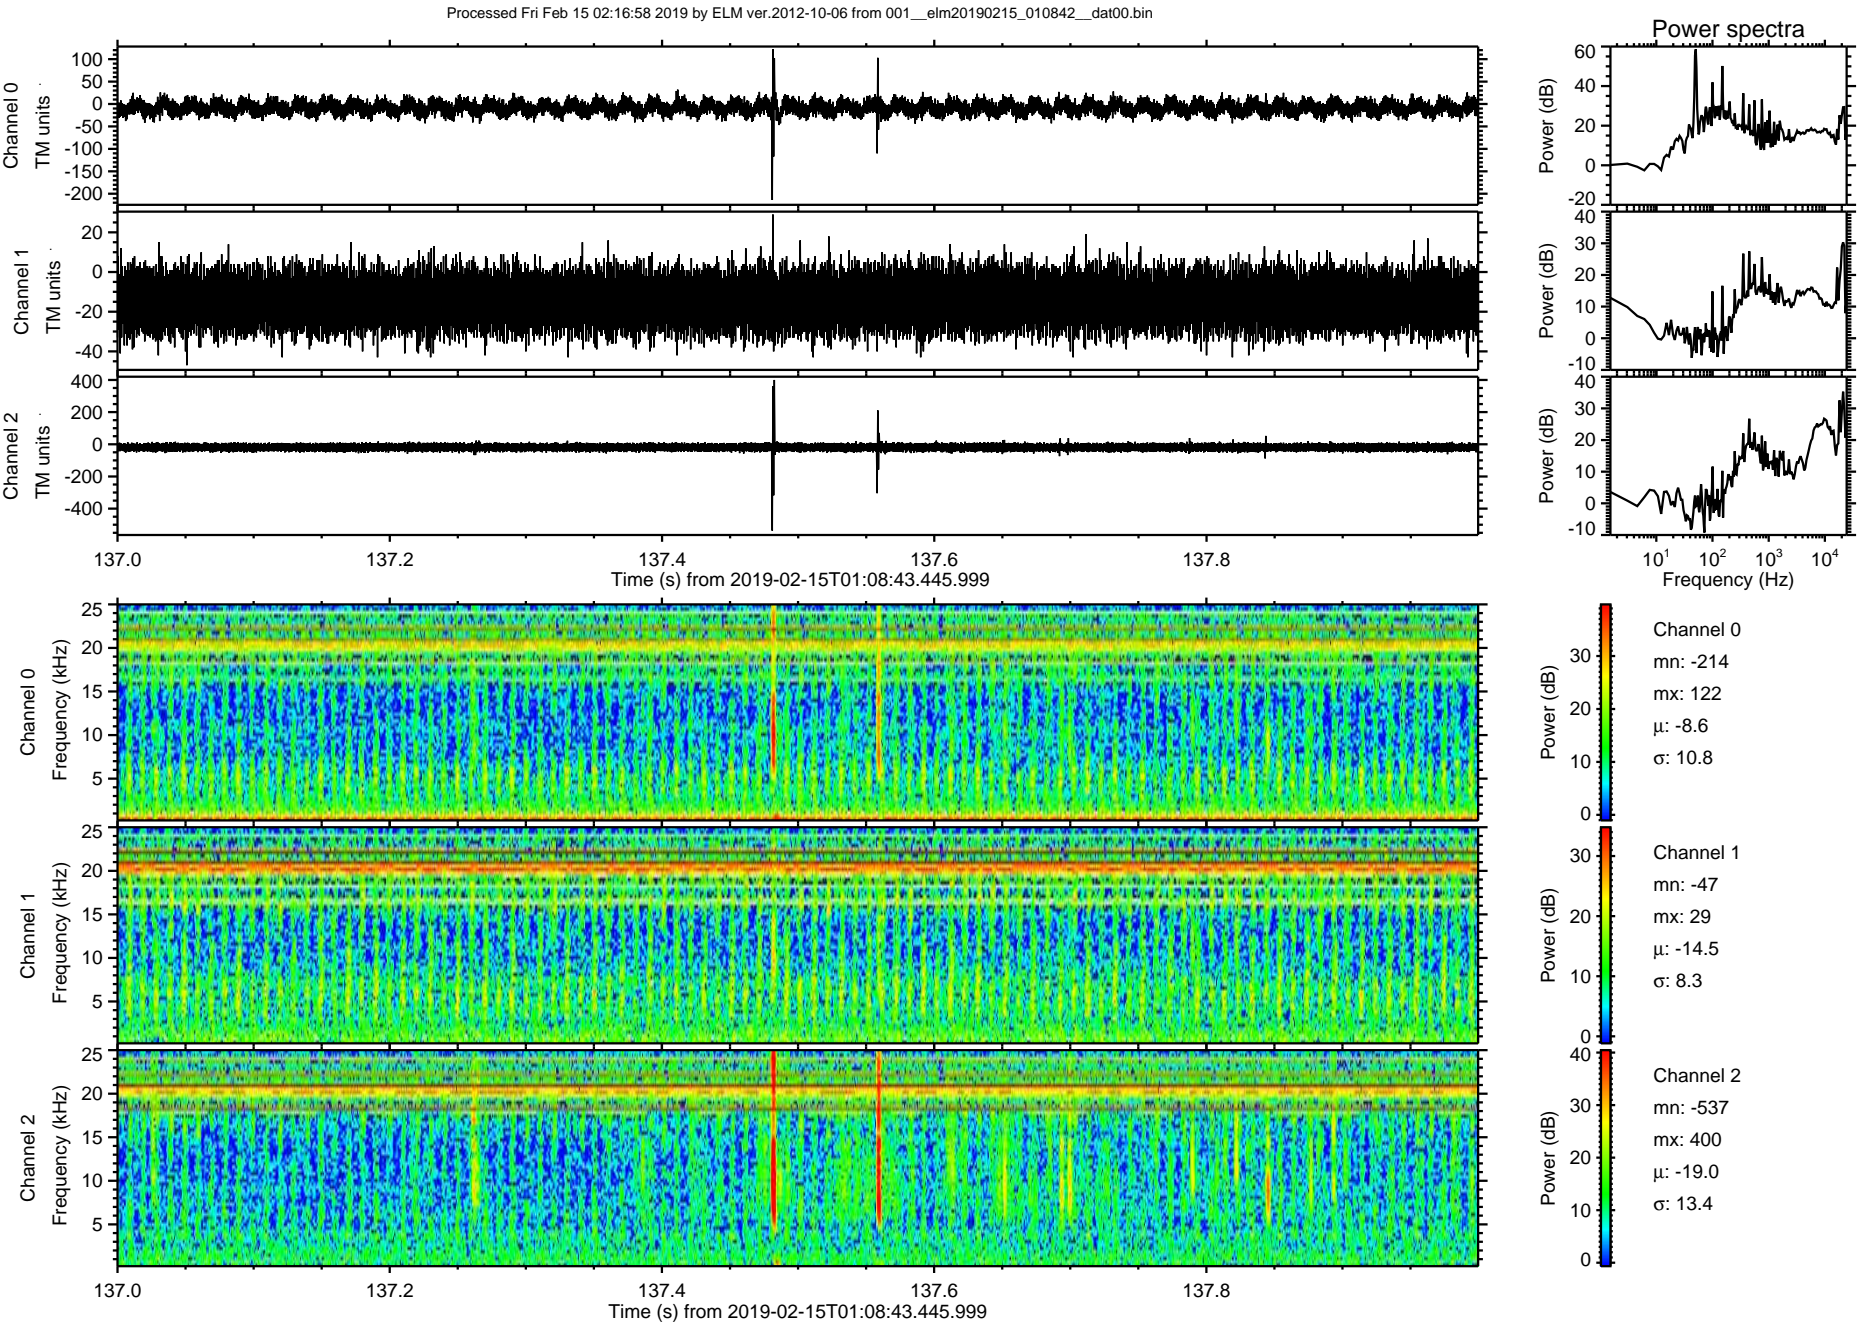 Processed Fri Feb 15 02:16:58 2019 by ELM ver.2012-10-06 from 001__elm20190215_010842__dat00.bin
Power spectra
Channel 0
TM units
100
50
0
-50
-100
-150
-200
Power (dB)
60
40
20
0
-20
Channel 1
TM units
20
0
-20
-40
Power (dB)
40
30
20
10
0
-10
Channel 2
TM units
400
200
0
-200
-400
Power (dB)
40
30
20
10
0
-10
137.0 137.2 137.4 137.6 137.8
Time (s) from 2019-02-15T01:08:43.445.999
10¹ 10² 10³ 10⁴
Frequency (Hz)
Channel 0
Frequency (kHz)
25
20
15
10
5
Power (dB)
30
20
10
0
Channel 0
mn: -214
mx: 122
μ: -8.6
σ: 10.8
Channel 1
Frequency (kHz)
25
20
15
10
5
Power (dB)
30
20
10
0
Channel 1
mn: -47
mx: 29
μ: -14.5
σ: 8.3
Channel 2
Frequency (kHz)
25
20
15
10
5
Power (dB)
40
30
20
10
0
Channel 2
mn: -537
mx: 400
μ: -19.0
σ: 13.4
137.0 137.2 137.4 137.6 137.8
Time (s) from 2019-02-15T01:08:43.445.999